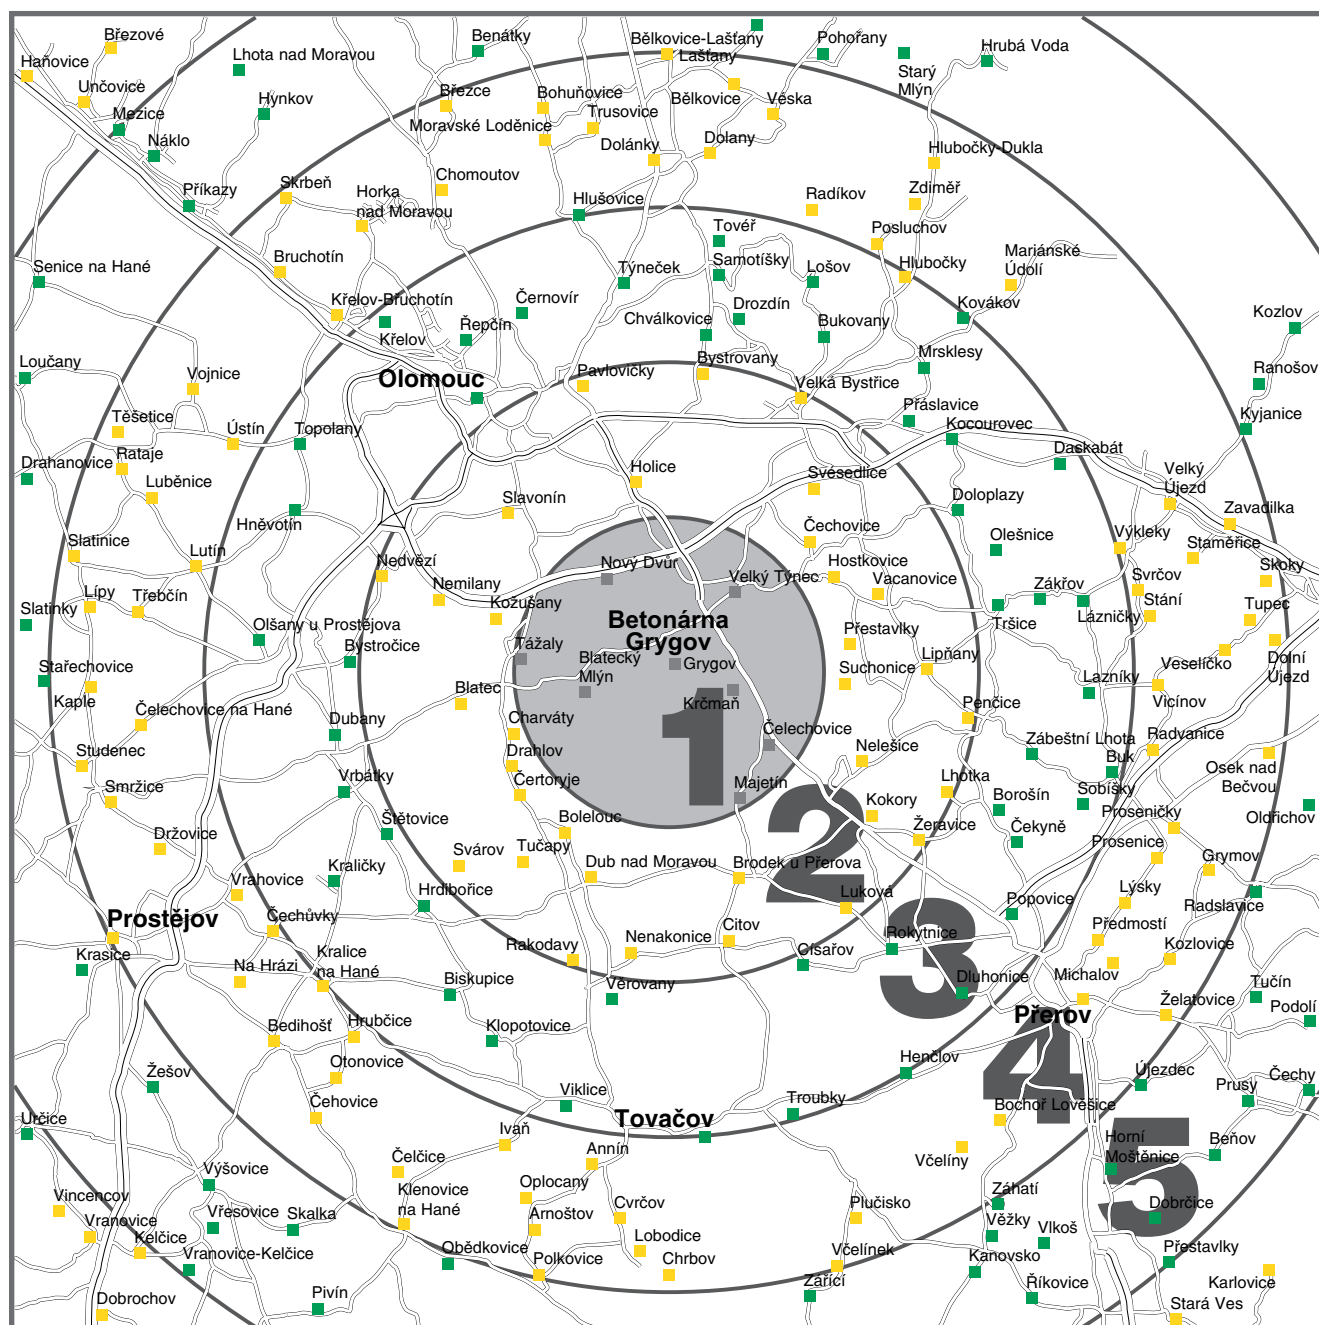 Březové
Haňovice
Unčovice
Mezice
Náklo
Lhota nad Moravou
Hynkov
Příkazy
Benátky
Březce
Moravské Loděnice
Bohuňovice
Trusovice
Dolánky
Bělkovice-Lašťany
Lašťany
Bělkovice
Dolany
Véska
Pohořany
Starý
Mlýn
Hrubá Voda
Hlubočky-Dukla
Zdiměř
Radíkov
Posluchov
Hlubočky
Mariánské
Údolí
Skrbeň
Horka
nad Moravou
Chomoutov
Hlušovice
Tovéř
Samotíšky
Lošov
Týneček
Bruchotín
Senice na Hané
Křelov-Bruchotín
Křelov
Řepčín
Černovír
Chválkovice
Drozdín
Bukovany
Kovákov
Kozlov
Mrsklesy
Ranošov
Loučany
Vojnice
Olomouc
Pavlovičky
Bystrovany
Velká Bystřice
Přáslavice
Kocourovec
Kyjanice
Těšetice
Ústín
Topolany
Rataje
Drahanovice
Luběnice
Daskabát
Velký
Újezd
Holice
Svésedlice
Slavonín
Doloplazy
Zavadilka
Hněvotín
Čechovice
Olešnice
Výkleky
Staměřice
Slatinice
Lutín
Nedvězí
Nový Dvůr
Velký Týnec
Hostkovice
Vacanovice
Svrčov
Skoky
Nemilany
Kožušany
Zákřov
Lázničky
Stání
Tupec
Lípy
Třebčín
Slatinky
Olšany u Prostějova
Betonárna
Grygov
Tršice
Přestavlky
Bystročice
Tážaly
Blatecký
Mlýn
Grygov
Suchonice
Lipňany
Veselíčko
Dolní
Újezd
Stařechovice
Kaple
Čelechovice na Hané
Blatec
Krčmaň
Lazníky
Vicínov
Penčice
1
Dubany
Charváty
Čelechovice
Zábeštní Lhota
Radvanice
Studenec
Drahlov
Nelešice
Buk
Osek nad
Bečvou
Vrbátky
Čertoryje
Majetín
Lhotka
Sobíšky
Smržice
Kokory
Borošín
Proseničky
Oldřichov
2
Štětovice
Bolelouc
Žeravice
Čekyně
Držovice
Tučapy
Prosenice
Grymov
Svárov
Dub nad Moravou
Brodek u Přerova
Vrahovice
Kraličky
Hrdibořice
Luková
Popovice
Lýsky
Radslavice
3
Prostějov
Čechůvky
Citov
Rokytnice
Předmostí
Krasice
Kralice
na Hané
Na Hrázi
Rakodavy
Nenakonice
Císařov
Kozlovice
Biskupice
Věrovany
Dluhonice
Michalov
Tučín
Přerov
Želatovice
Podolí
Bedihošť
Hrubčice
Klopotovice
4
Otonovice
Henčlov
Žešov
Újezdec
Prusy
Čechy
Viklice
Tovačov
Troubky
Čehovice
Bochoř Lověšice
Určice
Ivaň
5
Horní
Moštěnice
Beňov
Annín
Včelíny
Čelčice
Výšovice
Klenovice
na Hané
Oplocany
Záhatí
Vincencov
Vranovice
Vřesovice
Skalka
Arnoštov
Cvrčov
Plučisko
Dobrčice
Věžky
Vlkoš
Kelčice
Vranovice-Kelčice
Obědkovice
Polkovice
Lobodice
Chrbov
Včelínek
Kanovsko
Přestavlky
Zářící
Říkovice
Karlovice
Dobrochov
Pivín
Stará Ves